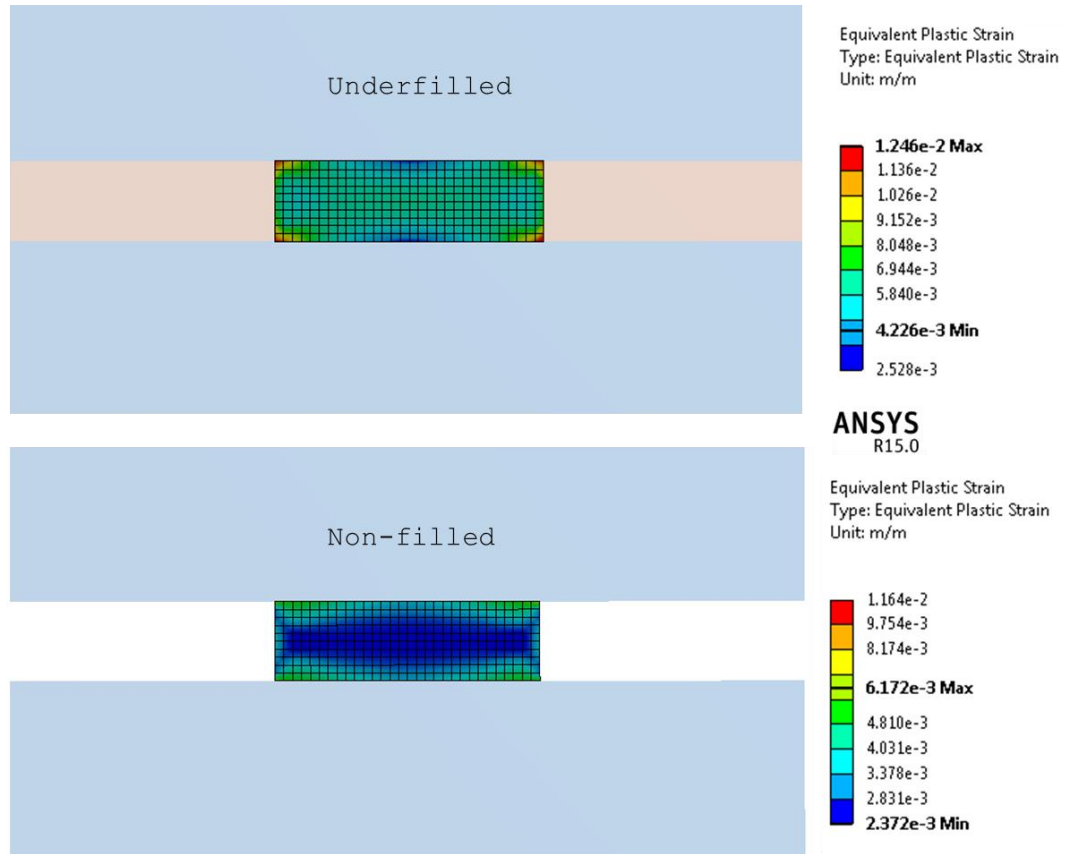 Underfilled
Equivalent Plastic Strain
Type: Equivalent Plastic Strain
Unit: m/m
1.246e-2 Max
1.136e-2
1.026e-2
9.152e-3
8.048e-3
6.944e-3
5.840e-3
4.226e-3 Min
2.528e-3
ANSYS
R15.0
Non-filled
Equivalent Plastic Strain
Type: Equivalent Plastic Strain
Unit: m/m
1.164e-2
9.754e-3
8.174e-3
6.172e-3 Max
4.810e-3
4.031e-3
3.378e-3
2.831e-3
2.372e-3 Min